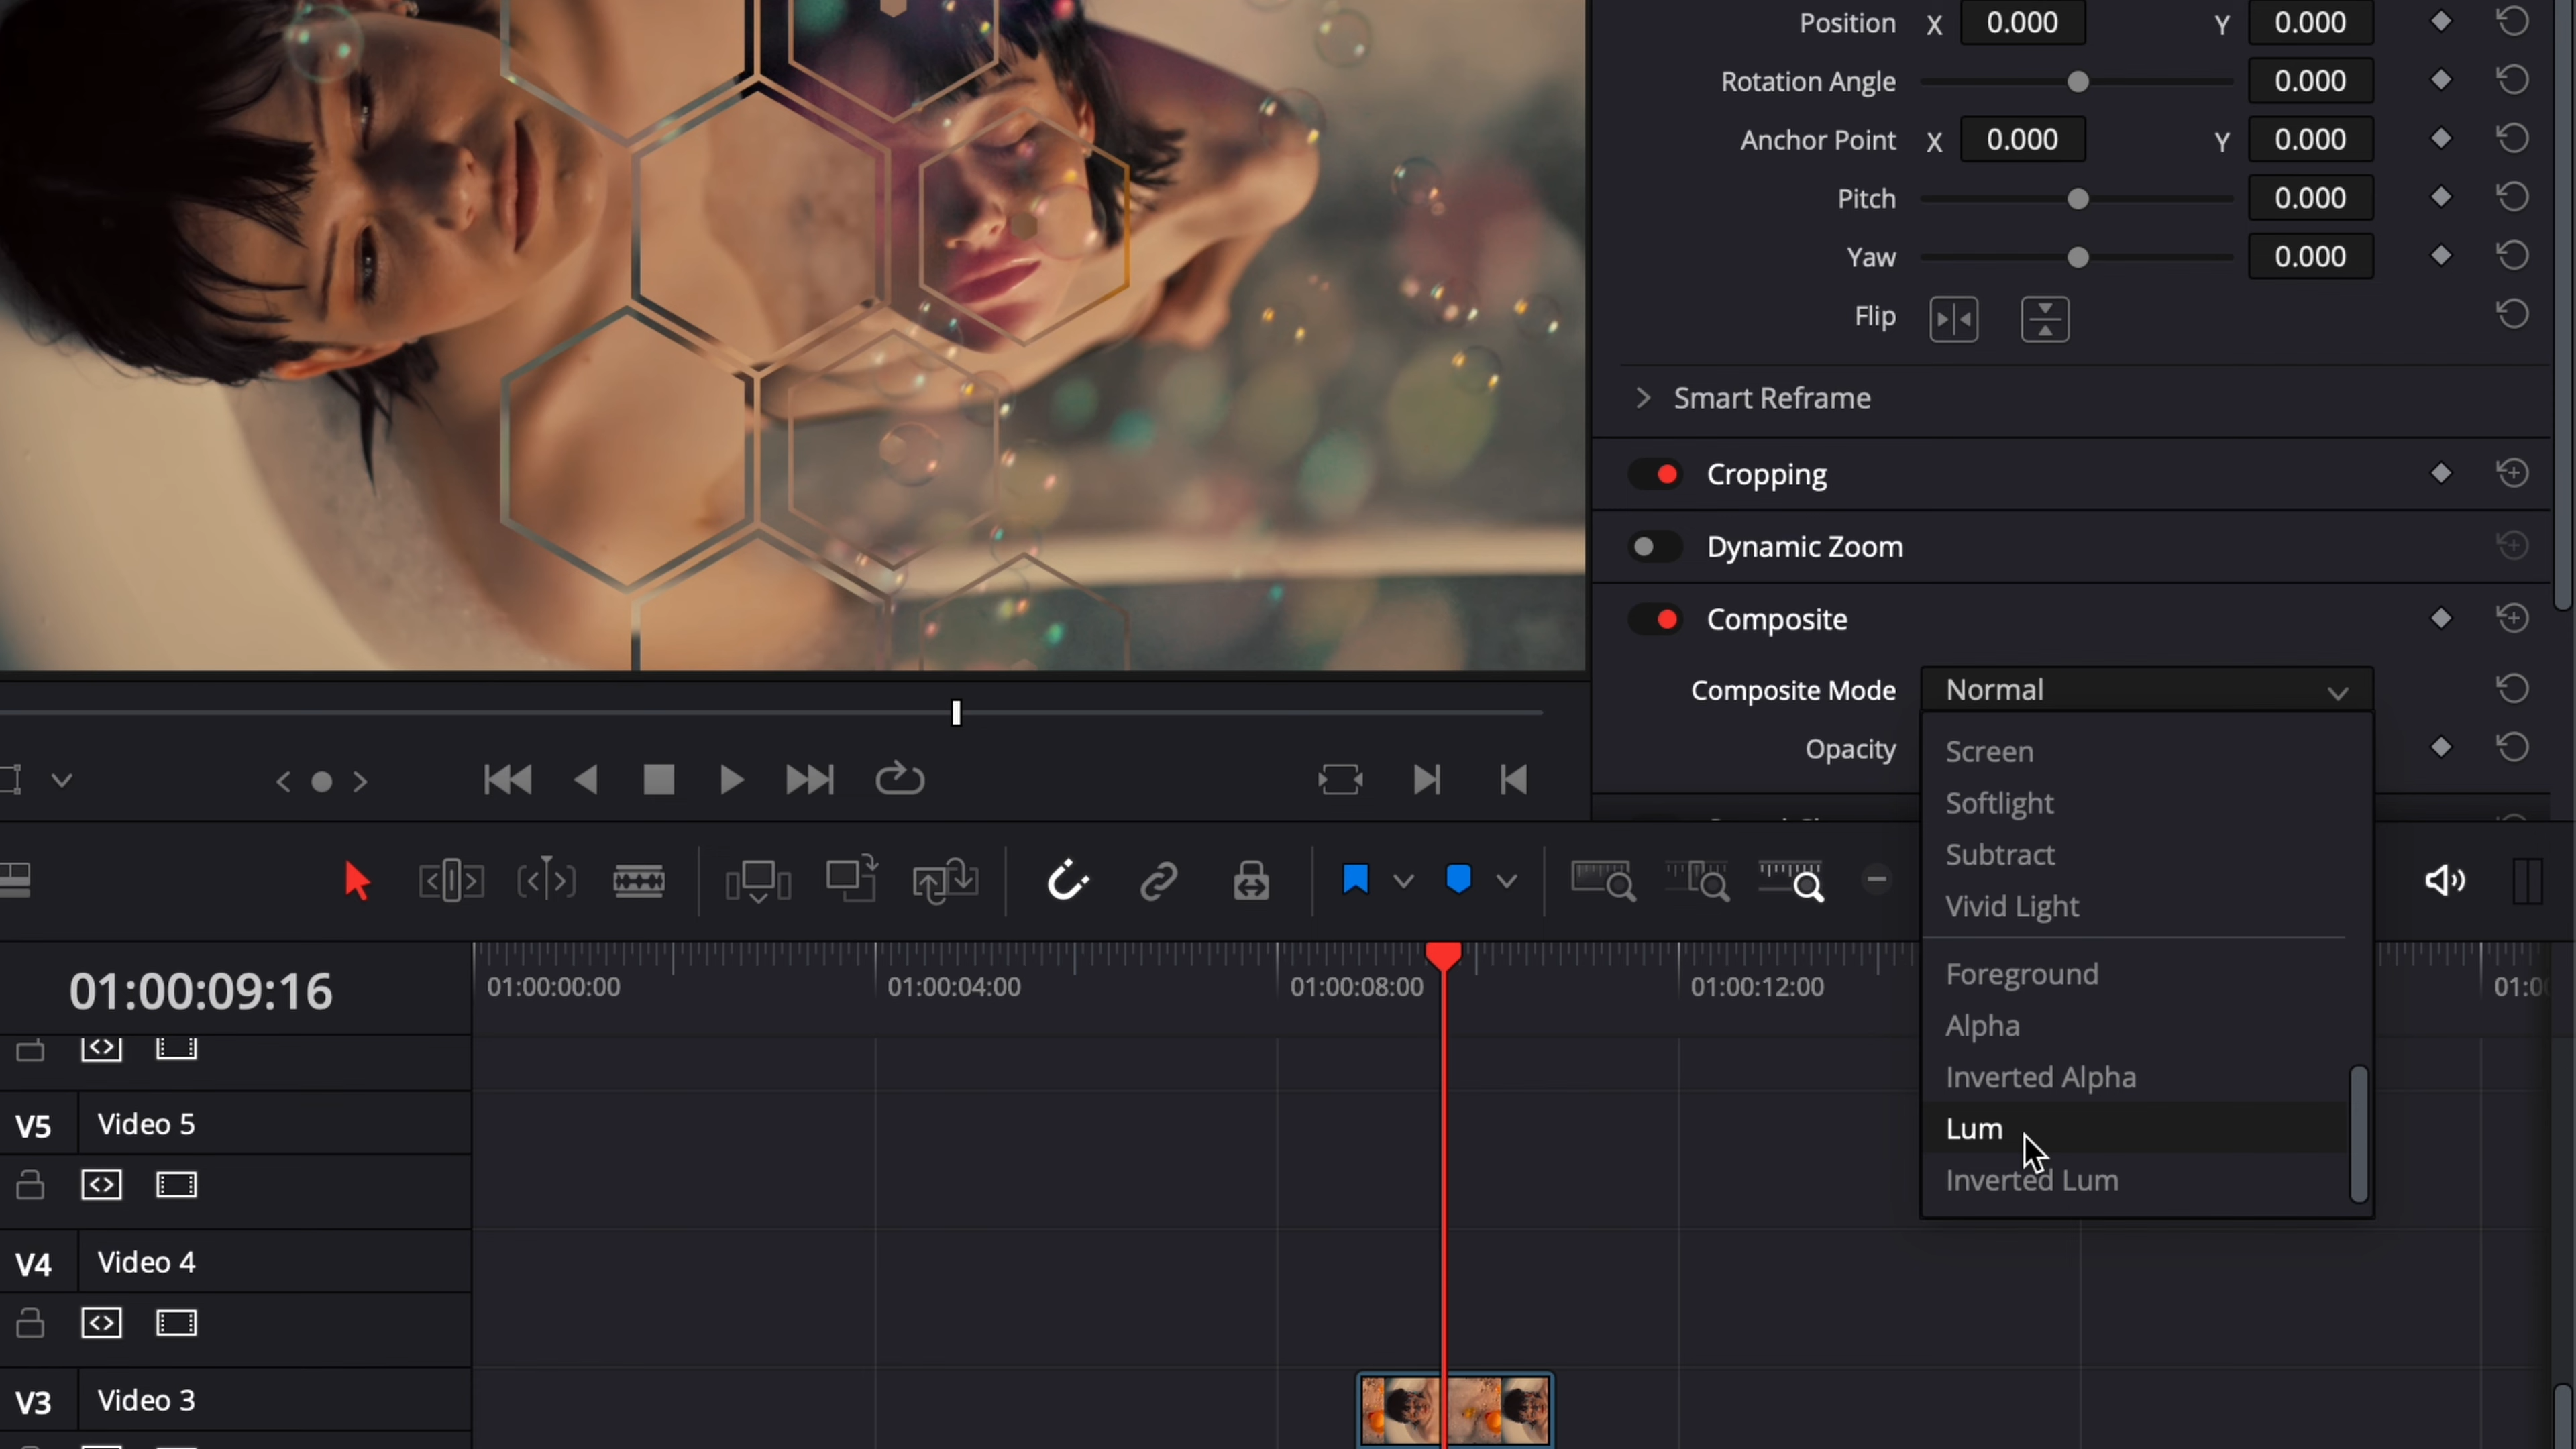 Position X 0.000 Y 0.000
Rotation Angle 0.000
Anchor Point X 0.000 Y 0.000
Pitch 0.000
Yaw 0.000
Flip
Smart Reframe
Cropping
Dynamic Zoom
Composite
Composite Mode Normal
Opacity
Screen
Softlight
Subtract
Vivid Light
Foreground
Alpha
Inverted Alpha
Lum
Inverted Lum
01:00:09:16
01:00:00:00 01:00:04:00 01:00:08:00 01:00:12:00
V5 Video 5
V4 Video 4
V3 Video 3